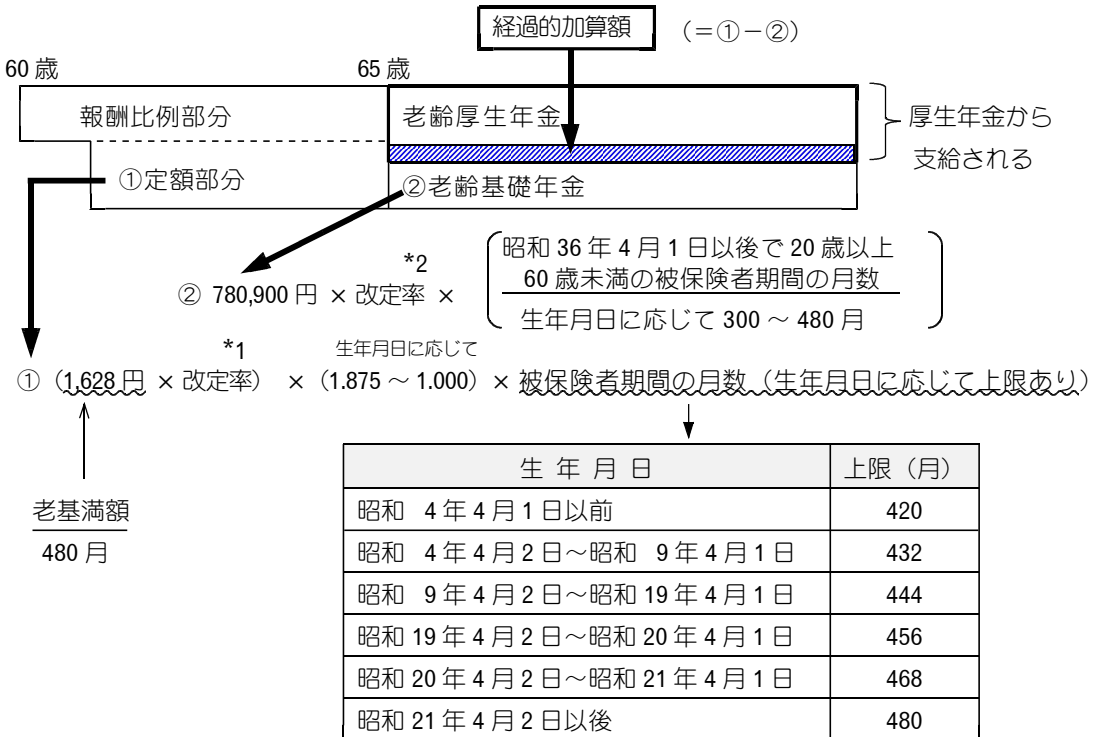 経過的加算額 (=①-②)
60歳 65歳
報酬比例部分 老齢厚生年金 厚生年金から
支給される
①定額部分 ②老齢基礎年金
② 780,900円 × 改定率 *2 × 昭和36年4月1日以後で20歳以上
60歳未満の被保険者期間の月数
生年月日に応じて300~480月
*1 生年月日に応じて
① (1,628円 × 改定率) × (1.875~1.000) × 被保険者期間の月数(生年月日に応じて上限あり)
老基満額
480月
生年月日 上限(月)
昭和 4年4月1日以前 420
昭和 4年4月2日~昭和 9年4月1日 432
昭和 9年4月2日~昭和19年4月1日 444
昭和19年4月2日~昭和20年4月1日 456
昭和20年4月2日~昭和21年4月1日 468
昭和21年4月2日以後 480